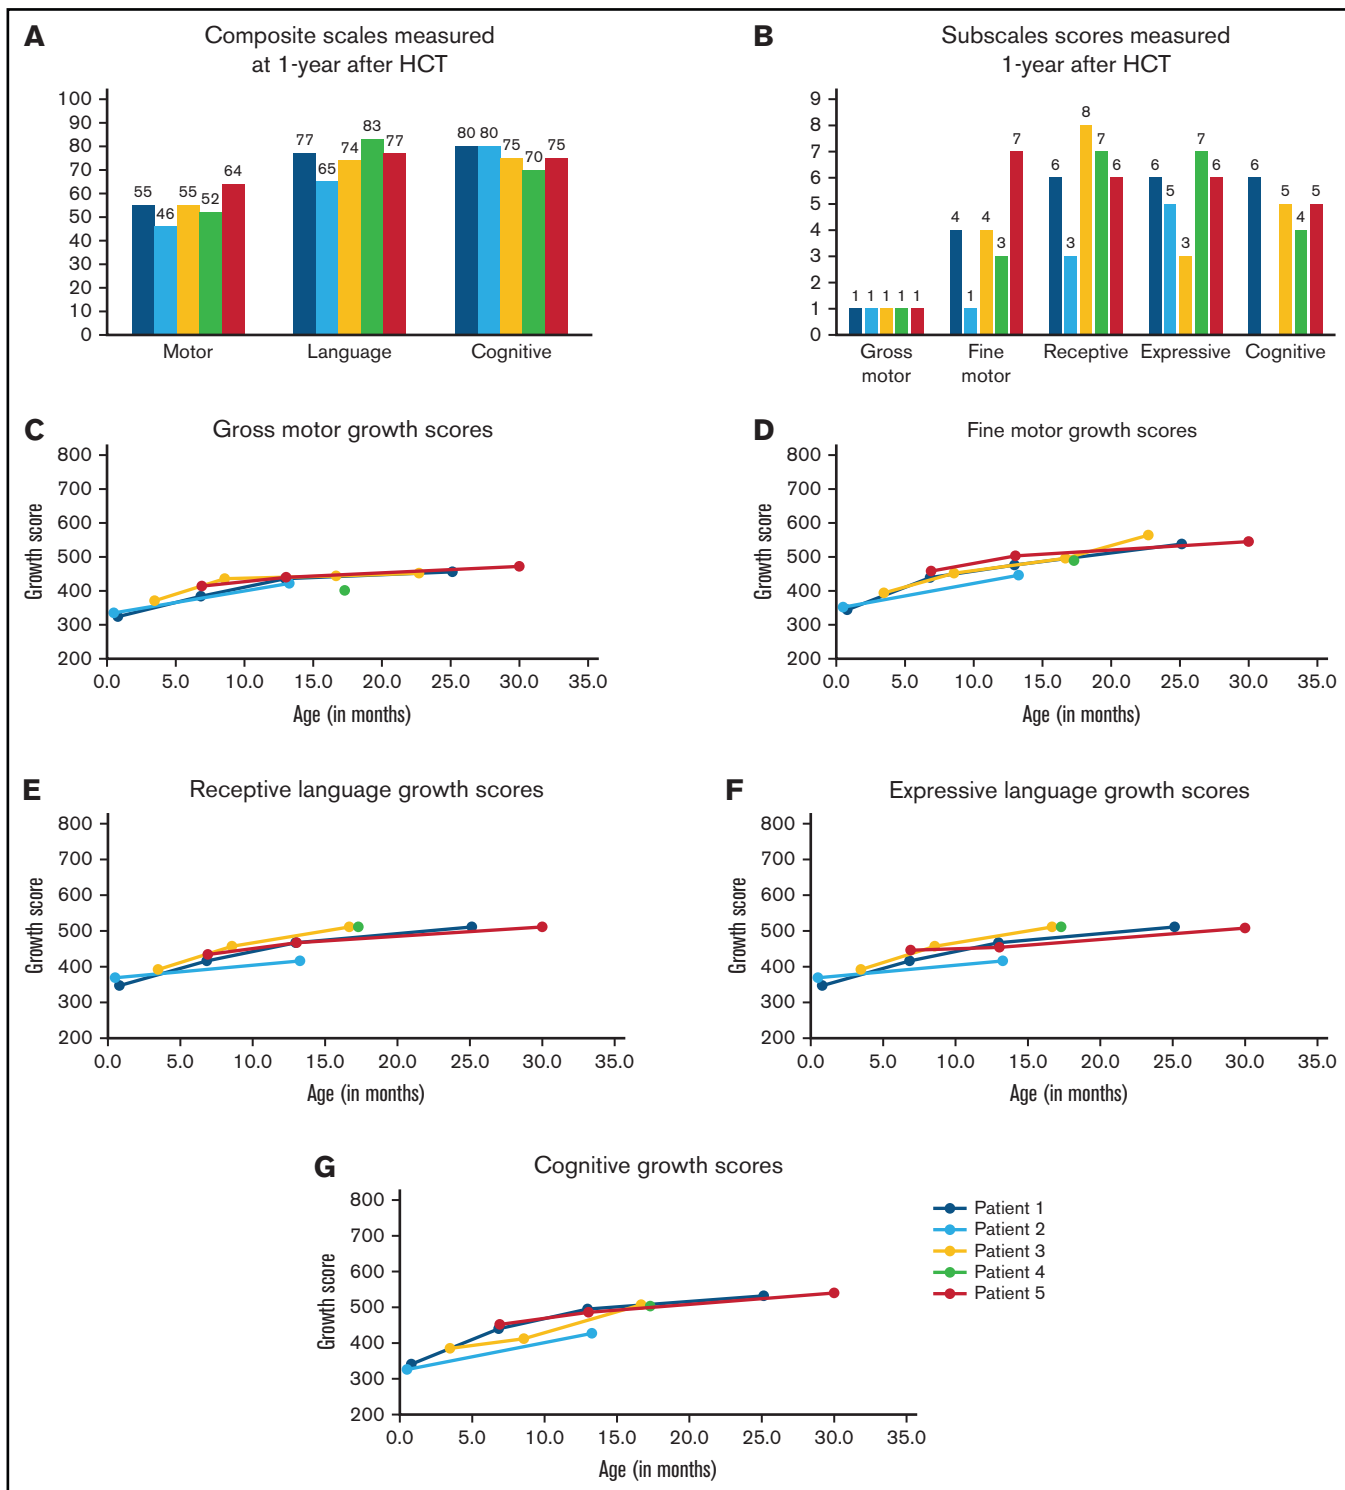 A
Composite scales measured
at 1-year after HCT
100
90
80
70
60
50
40
30
20
10
0
55
46
55
52
64
77
65
74
83
77
80
80
75
70
75
Motor
Language
Cognitive
B
Subscales scores measured
1-year after HCT
9
8
7
6
5
4
3
2
1
0
1
1
1
1
1
4
1
4
3
7
6
3
8
7
6
6
5
3
7
6
6
5
4
5
Gross
motor
Fine
motor
Receptive
Expressive
Cognitive
C
Gross motor growth scores
Growth score
800
700
600
500
400
300
200
0.0 5.0 10.0 15.0 20.0 25.0 30.0 35.0
Age (in months)
D
Fine motor growth scores
Growth score
800
700
600
500
400
300
200
0.0 5.0 10.0 15.0 20.0 25.0 30.0 35.0
Age (in months)
E
Receptive language growth scores
Growth score
800
700
600
500
400
300
200
0.0 5.0 10.0 15.0 20.0 25.0 30.0 35.0
Age (in months)
F
Expressive language growth scores
Growth score
800
700
600
500
400
300
200
0.0 5.0 10.0 15.0 20.0 25.0 30.0 35.0
Age (in months)
G
Cognitive growth scores
Growth score
800
700
600
500
400
300
200
0.0 5.0 10.0 15.0 20.0 25.0 30.0 35.0
Age (in months)
Patient 1
Patient 2
Patient 3
Patient 4
Patient 5